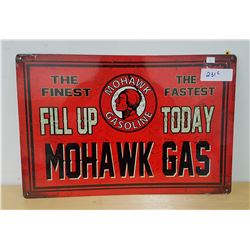 THE FINEST
THE FASTEST
MOHAWK GASOLINE
FILL UP TODAY
MOHAWK GAS